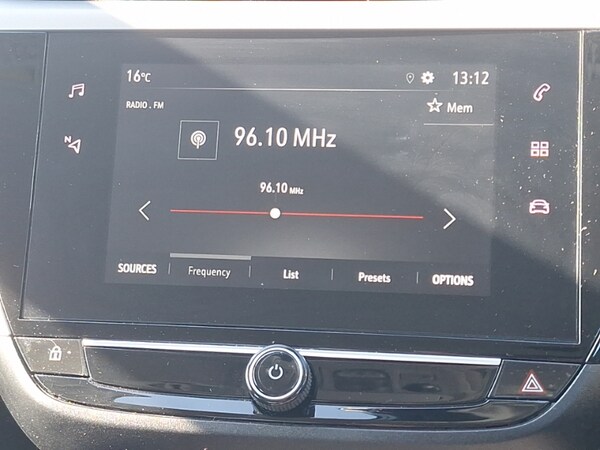 16°C 13:12
RADIO . FM Mem
96.10 MHz
N
96.10 MHz
SOURCES Frequency List Presets OPTIONS